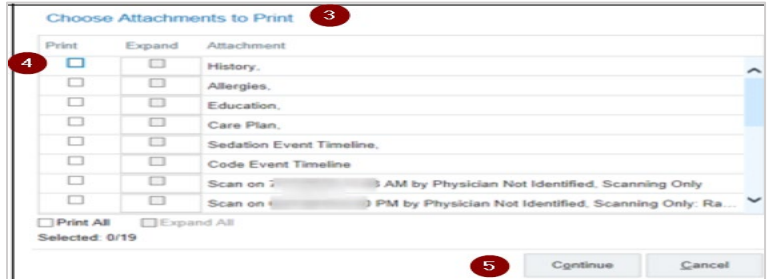 Choose Attachments to Print 3
Print Expand Attachment
4 History,
Allergies,
Education,
Care Plan,
Sedation Event Timeline,
Code Event Timeline
Scan on AM by Physician Not Identified, Scanning Only
Scan on PM by Physician Not Identified, Scanning Only: Ra...
Print All Expand All
Selected: 0/19
5 Continue Cancel